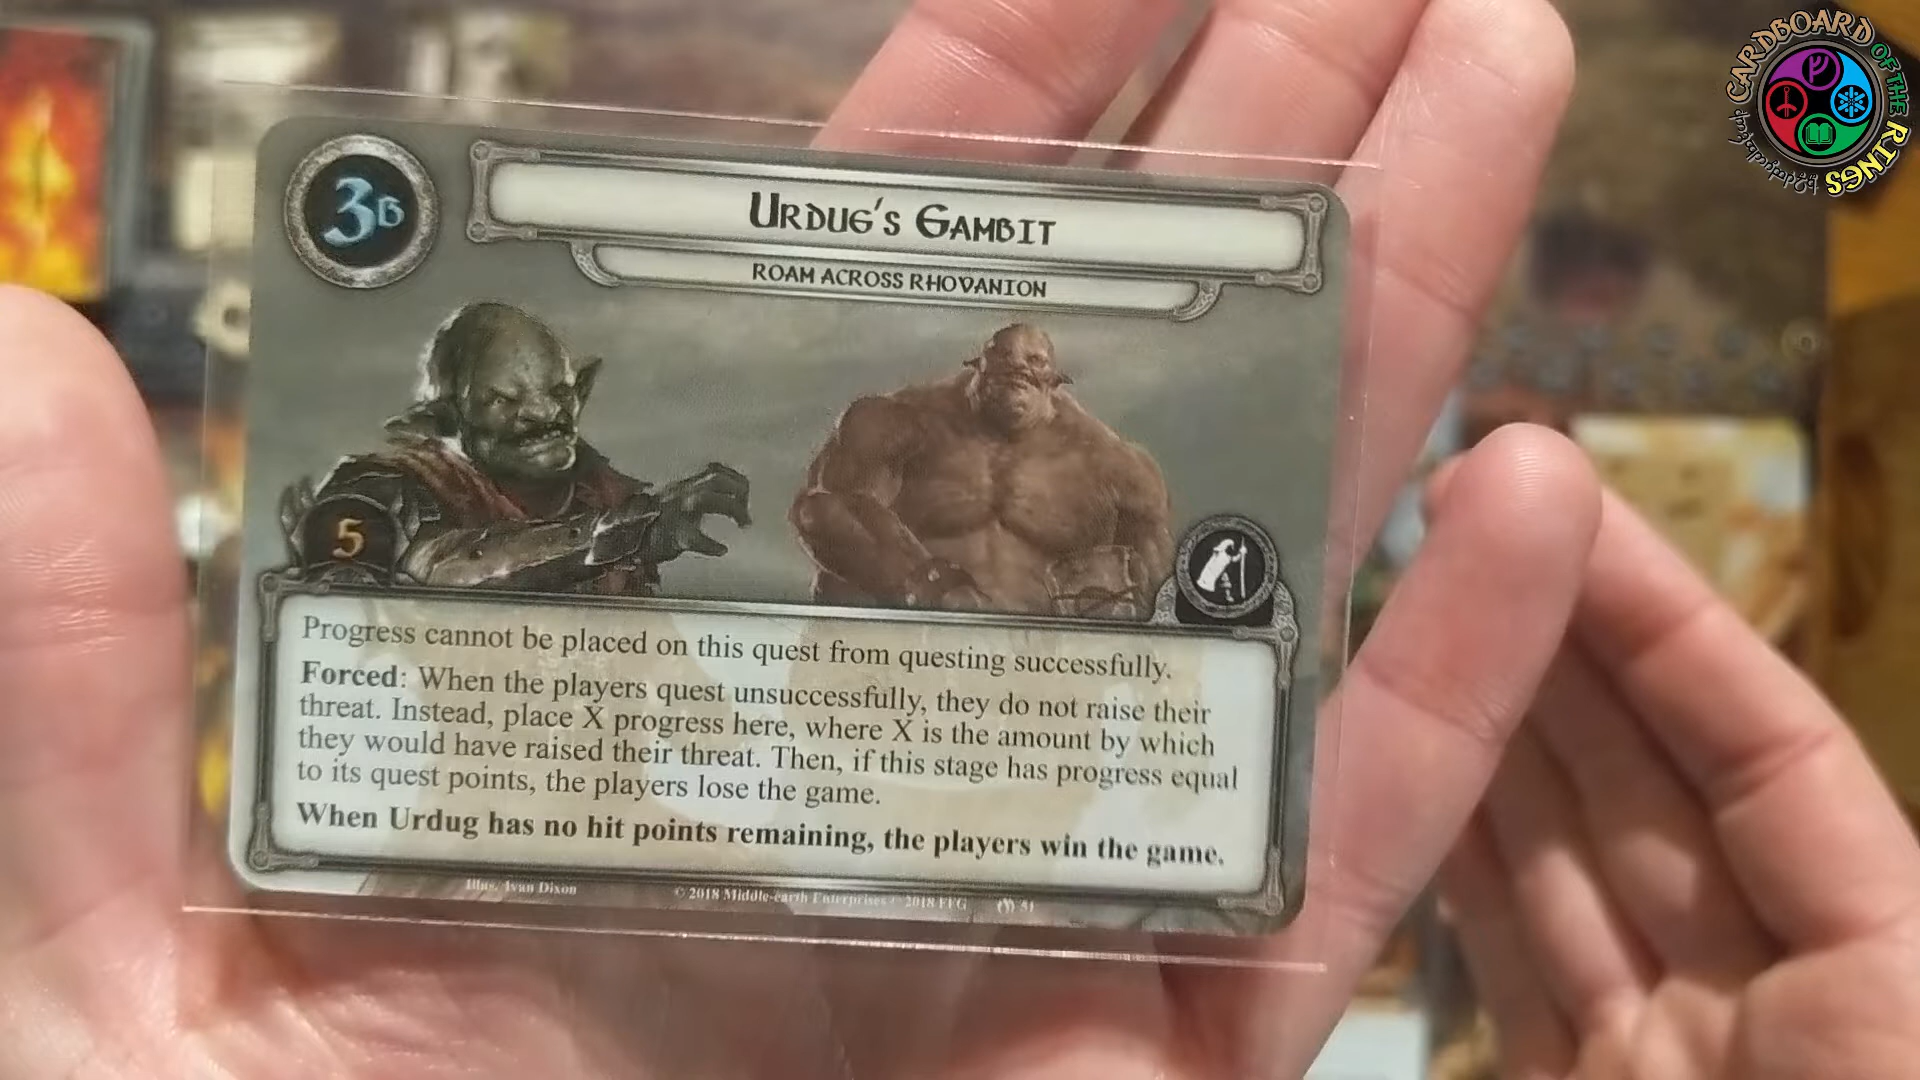 CARDBOARD OF THE RINGS
3B
URDUG'S GAMBIT
ROAM ACROSS RHOVANION
5
Progress cannot be placed on this quest from questing successfully.
Forced: When the players quest unsuccessfully, they do not raise their
threat. Instead, place X progress here, where X is the amount by which
they would have raised their threat. Then, if this stage has progress equal
to its quest points, the players lose the game.
When Urdug has no hit points remaining, the players win the game.
Illus. Ivan Dixon
© 2018 Middle-earth Enterprises © 2018 FFG
51